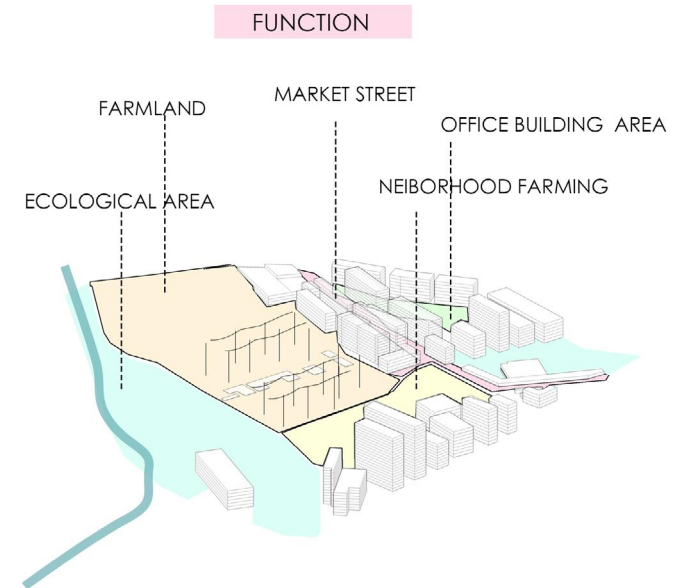 FUNCTION
MARKET STREET
FARMLAND
OFFICE BUILDING AREA
NEIBORHOOD FARMING
ECOLOGICAL AREA